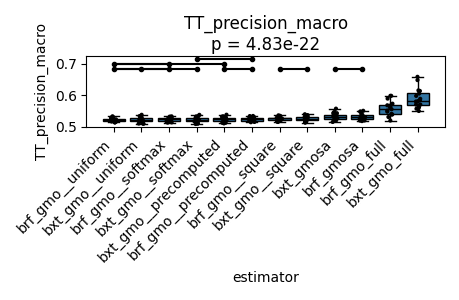 TT_precision_macro
p = 4.83e-22
TT_precision_macro
0.7
0.6
0.5
brf_gmo__uniform
bxt_gmo__uniform
brf_gmo__softmax
bxt_gmo__softmax
bxt_gmo__precomputed
brf_gmo__precomputed
brf_gmo__square
bxt_gmo__square
bxt_gmosa
brf_gmosa
brf_gmo_full
bxt_gmo_full
estimator